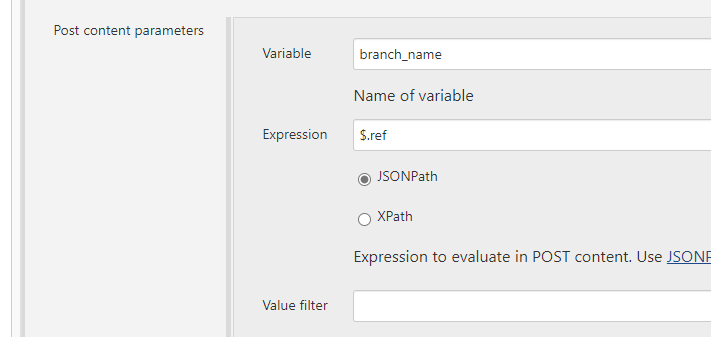 Post content parameters
Variable
branch_name
Name of variable
Expression
$.ref
JSONPath
XPath
Expression to evaluate in POST content. Use JSONP
Value filter